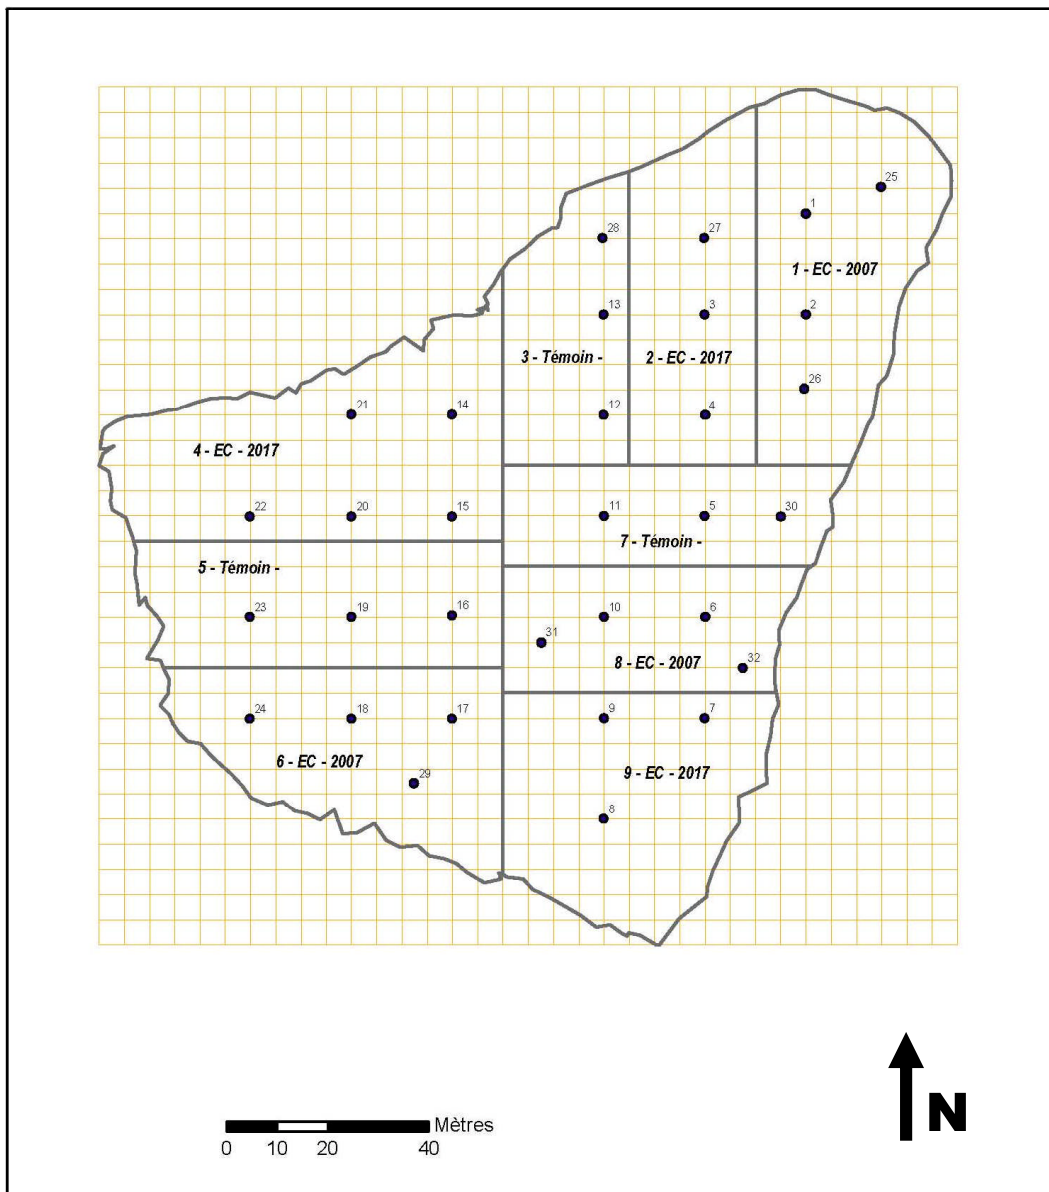 25
1
28
27
1 - EC - 2007
13
3
2
3 - Témoin -
2 - EC - 2017
26
21
14
12
4
4 - EC - 2017
22
20
15
11
5
30
7 - Témoin -
5 - Témoin -
23
19
16
10
6
31
8 - EC - 2007
32
24
18
17
9
7
6 - EC - 2007
29
9 - EC - 2017
8
N
Mètres
0 10 20 40